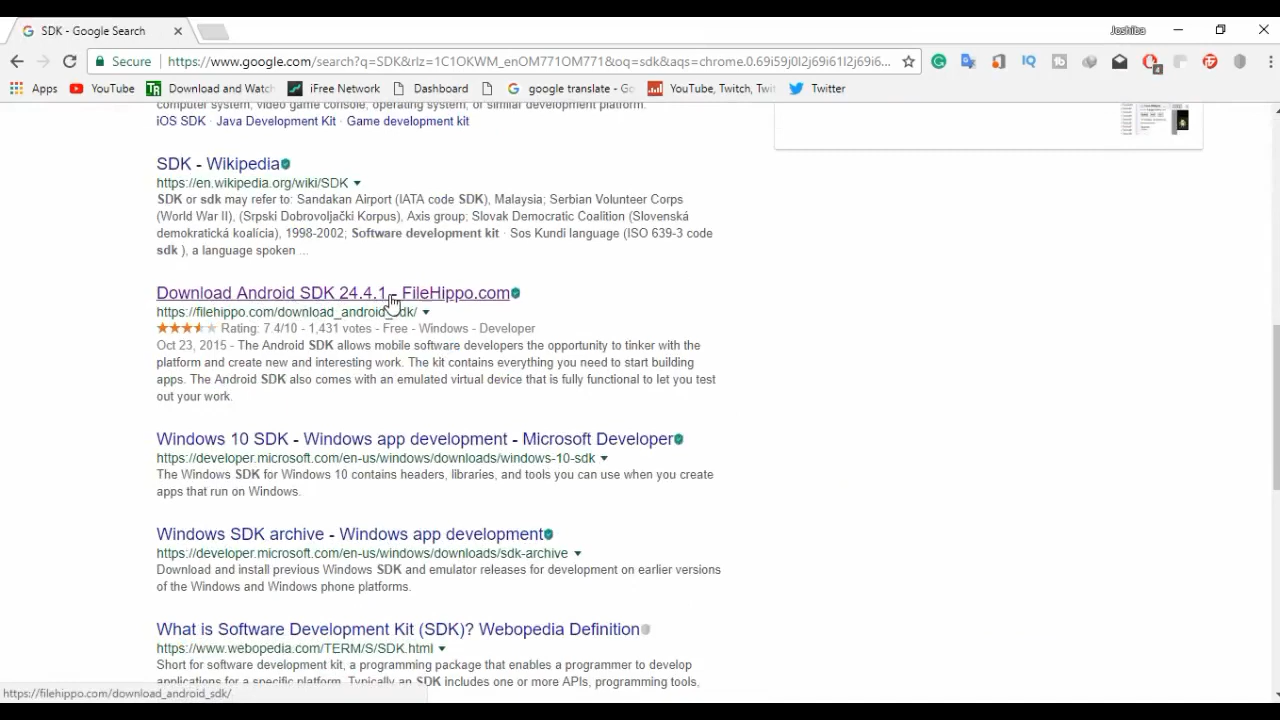 SDK - Google Search
Joshiba
Secure https://www.google.com/search?q=SDK&rlz=1C1OKWM_enOM771OM771&oq=sdk&aqs=chrome.0.69i59j0l2j69i61l2j69i6...
Apps YouTube Download and Watch iFree Network Dashboard google translate - Go YouTube, Twitch, Twi Twitter
computer system, video game console, operating system, or similar development platform.
iOS SDK · Java Development Kit · Game development kit
SDK - Wikipedia
https://en.wikipedia.org/wiki/SDK
SDK or sdk may refer to: Sandakan Airport (IATA code SDK), Malaysia; Serbian Volunteer Corps
(World War II), (Srpski Dobrovoljački Korpus), Axis group; Slovak Democratic Coalition (Slovenská
demokratická koalícia), 1998-2002; Software development kit · Sos Kundi language (ISO 639-3 code
sdk ), a language spoken ...
Download Android SDK 24.4.1 - FileHippo.com
https://filehippo.com/download_android_sdk/
Rating: 7.4/10 - 1,431 votes - Free - Windows - Developer
Oct 23, 2015 - The Android SDK allows mobile software developers the opportunity to tinker with the
platform and create new and interesting work. The kit contains everything you need to start building
apps. The Android SDK also comes with an emulated virtual device that is fully functional to let you test
out your work.
Windows 10 SDK - Windows app development - Microsoft Developer
https://developer.microsoft.com/en-us/windows/downloads/windows-10-sdk
The Windows SDK for Windows 10 contains headers, libraries, and tools you can use when you create
apps that run on Windows.
Windows SDK archive - Windows app development
https://developer.microsoft.com/en-us/windows/downloads/sdk-archive
Download and install previous Windows SDK and emulator releases for development on earlier versions
of the Windows and Windows phone platforms.
What is Software Development Kit (SDK)? Webopedia Definition
https://www.webopedia.com/TERM/S/SDK.html
Short for software development kit, a programming package that enables a programmer to develop
applications for a specific platform. Typically an SDK includes one or more APIs, programming tools,
https://filehippo.com/download_android_sdk/